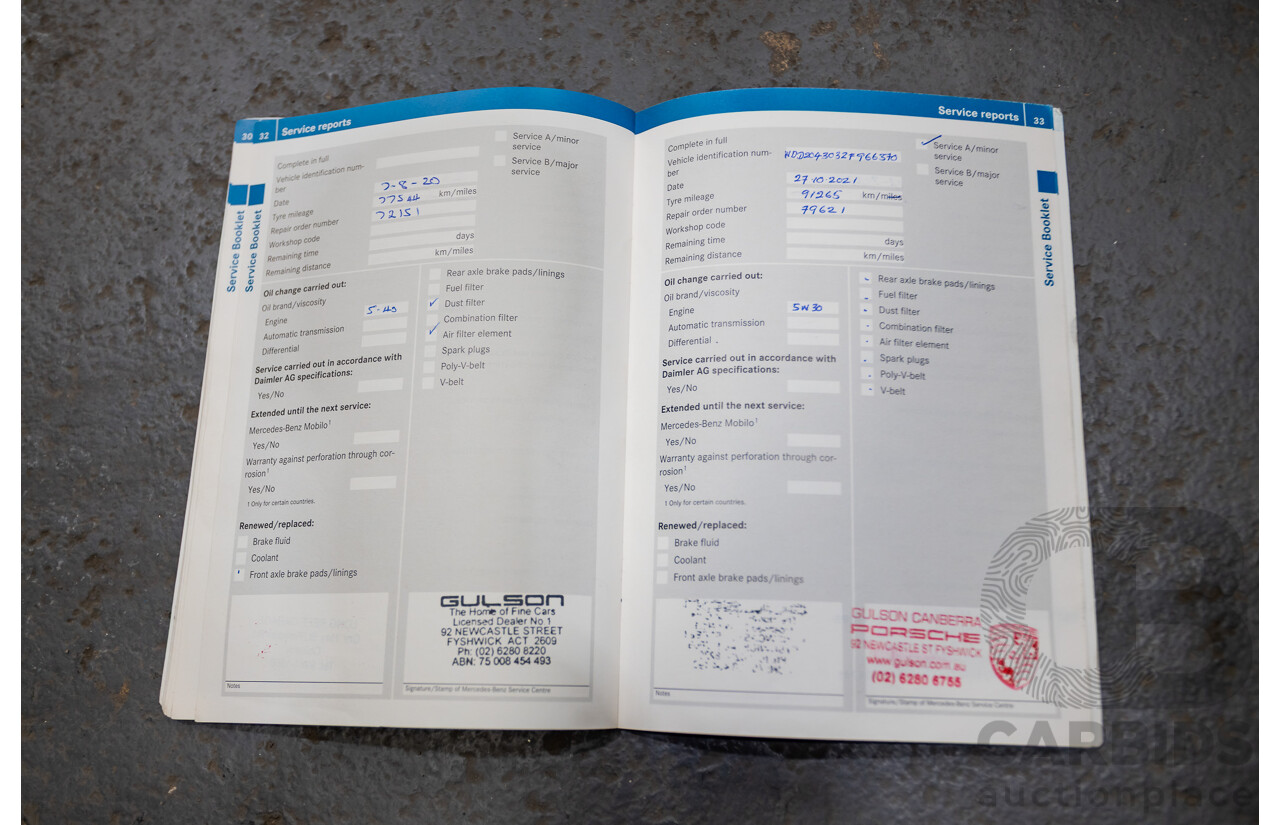 30 32 Service reports
Complete in full
Vehicle identification num-
ber
Date 7-8-20
Tyre mileage 77544 km/miles
Repair order number 72151
Workshop code
Remaining time days
Remaining distance km/miles
Service A/minor
service
Service B/major
service
Service Booklet
Service Booklet
Oil change carried out:
Oil brand/viscosity
Engine 5-40
Automatic transmission
Differential
Service carried out in accordance with
Daimler AG specifications:
Yes/No
Extended until the next service:
Mercedes-Benz Mobilo1
Yes/No
Warranty against perforation through cor-
rosion1
Yes/No
1 Only for certain countries.
Renewed/replaced:
Brake fluid
Coolant
Front axle brake pads/linings
Rear axle brake pads/linings
Fuel filter
Dust filter
Combination filter
Air filter element
Spark plugs
Poly-V-belt
V-belt
Notes
GULSON
The Home of Fine Cars
Licensed Dealer No 1
92 NEWCASTLE STREET
FYSHWICK ACT 2609
Ph: (02) 6280 8220
ABN: 75 008 454 493
Signature/Stamp of Mercedes-Benz Service Centre
Service reports 33
Complete in full
Vehicle identification num-
ber WDD2043032F966370
Date 27 10 2021
Tyre mileage 91265 km/miles
Repair order number 79621
Workshop code
Remaining time days
Remaining distance km/miles
Service A/minor
service
Service B/major
service
Service Booklet
Oil change carried out:
Oil brand/viscosity
Engine 5W30
Automatic transmission
Differential
Service carried out in accordance with
Daimler AG specifications:
Yes/No
Extended until the next service:
Mercedes-Benz Mobilo1
Yes/No
Warranty against perforation through cor-
rosion1
Yes/No
1 Only for certain countries.
Renewed/replaced:
Brake fluid
Coolant
Front axle brake pads/linings
Rear axle brake pads/linings
Fuel filter
Dust filter
Combination filter
Air filter element
Spark plugs
Poly-V-belt
V-belt
Notes
GULSON CANBERRA
PORSCHE
92 NEWCASTLE ST FYSHWICK
www.gulson.com.au
(02) 6280 6755
Signature/Stamp of Mercedes-Benz Service Centre
CARBIDS
auctionplace